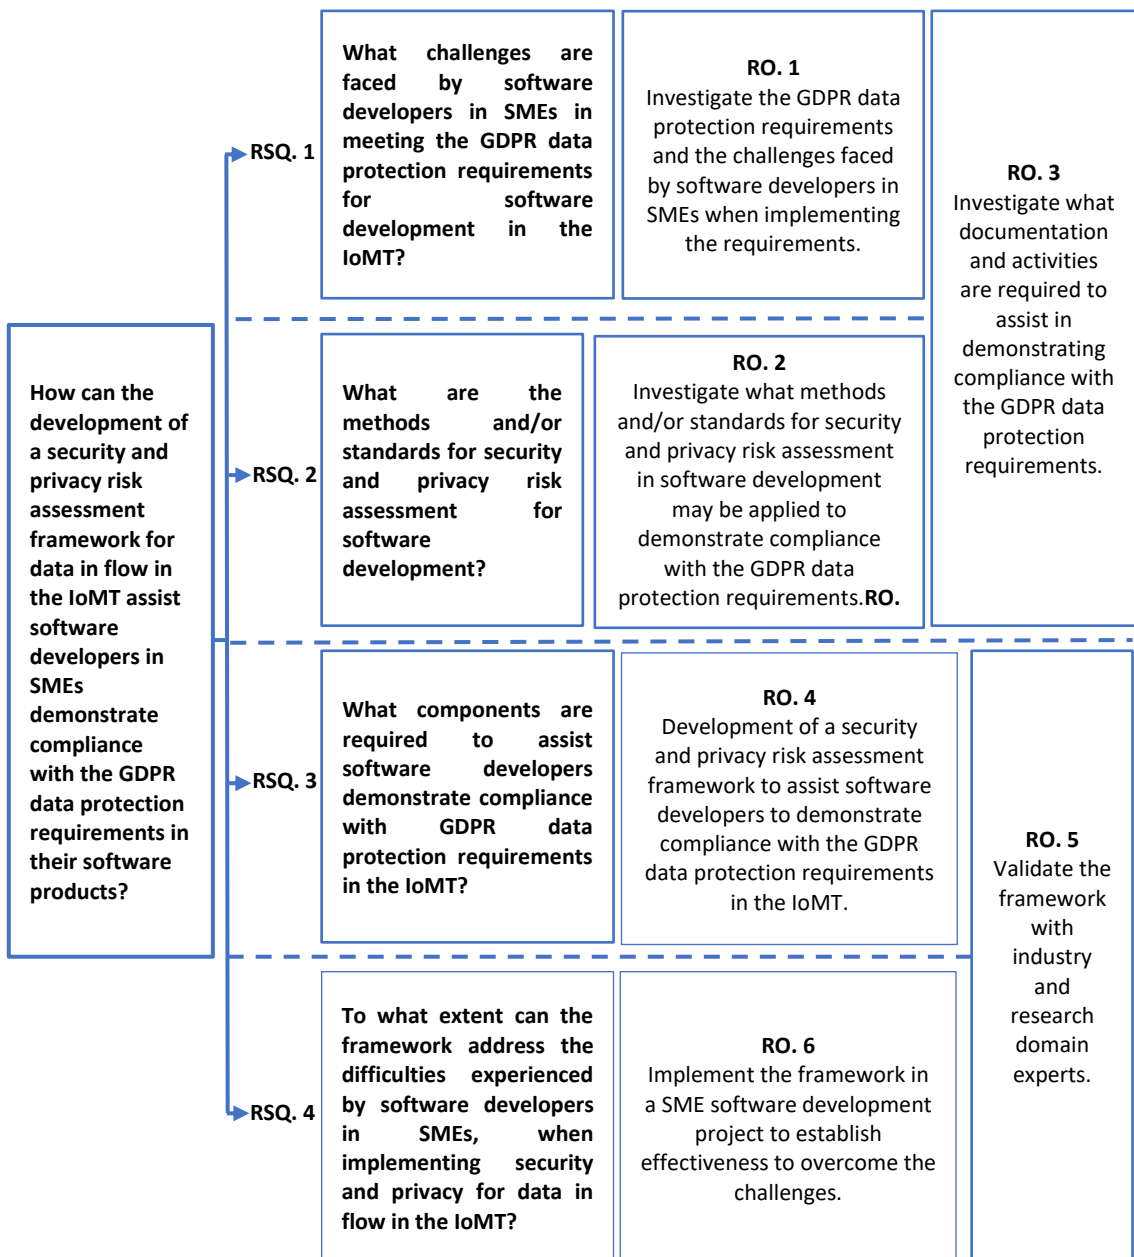 How can the
development of
a security and
privacy risk
assessment
framework for
data in flow in
the IoMT assist
software
developers in
SMEs
demonstrate
compliance
with the GDPR
data protection
requirements in
their software
products?
RSQ. 1
What challenges are
faced by software
developers in SMEs in
meeting the GDPR data
protection requirements
for software
development in the
IoMT?
RO. 1
Investigate the GDPR data
protection requirements
and the challenges faced
by software developers in
SMEs when implementing
the requirements.
RSQ. 2
What are the
methods and/or
standards for security
and privacy risk
assessment for
software
development?
RO. 2
Investigate what methods
and/or standards for security
and privacy risk assessment
in software development
may be applied to
demonstrate compliance
with the GDPR data
protection requirements.RO.
RO. 3
Investigate what
documentation
and activities
are required to
assist in
demonstrating
compliance with
the GDPR data
protection
requirements.
RSQ. 3
What components are
required to assist
software developers
demonstrate compliance
with GDPR data
protection requirements
in the IoMT?
RO. 4
Development of a security
and privacy risk assessment
framework to assist software
developers to demonstrate
compliance with the GDPR
data protection requirements
in the IoMT.
RSQ. 4
To what extent can the
framework address the
difficulties experienced
by software developers
in SMEs, when
implementing security
and privacy for data in
flow in the IoMT?
RO. 6
Implement the framework in
a SME software development
project to establish
effectiveness to overcome the
challenges.
RO. 5
Validate the
framework
with
industry
and
research
domain
experts.